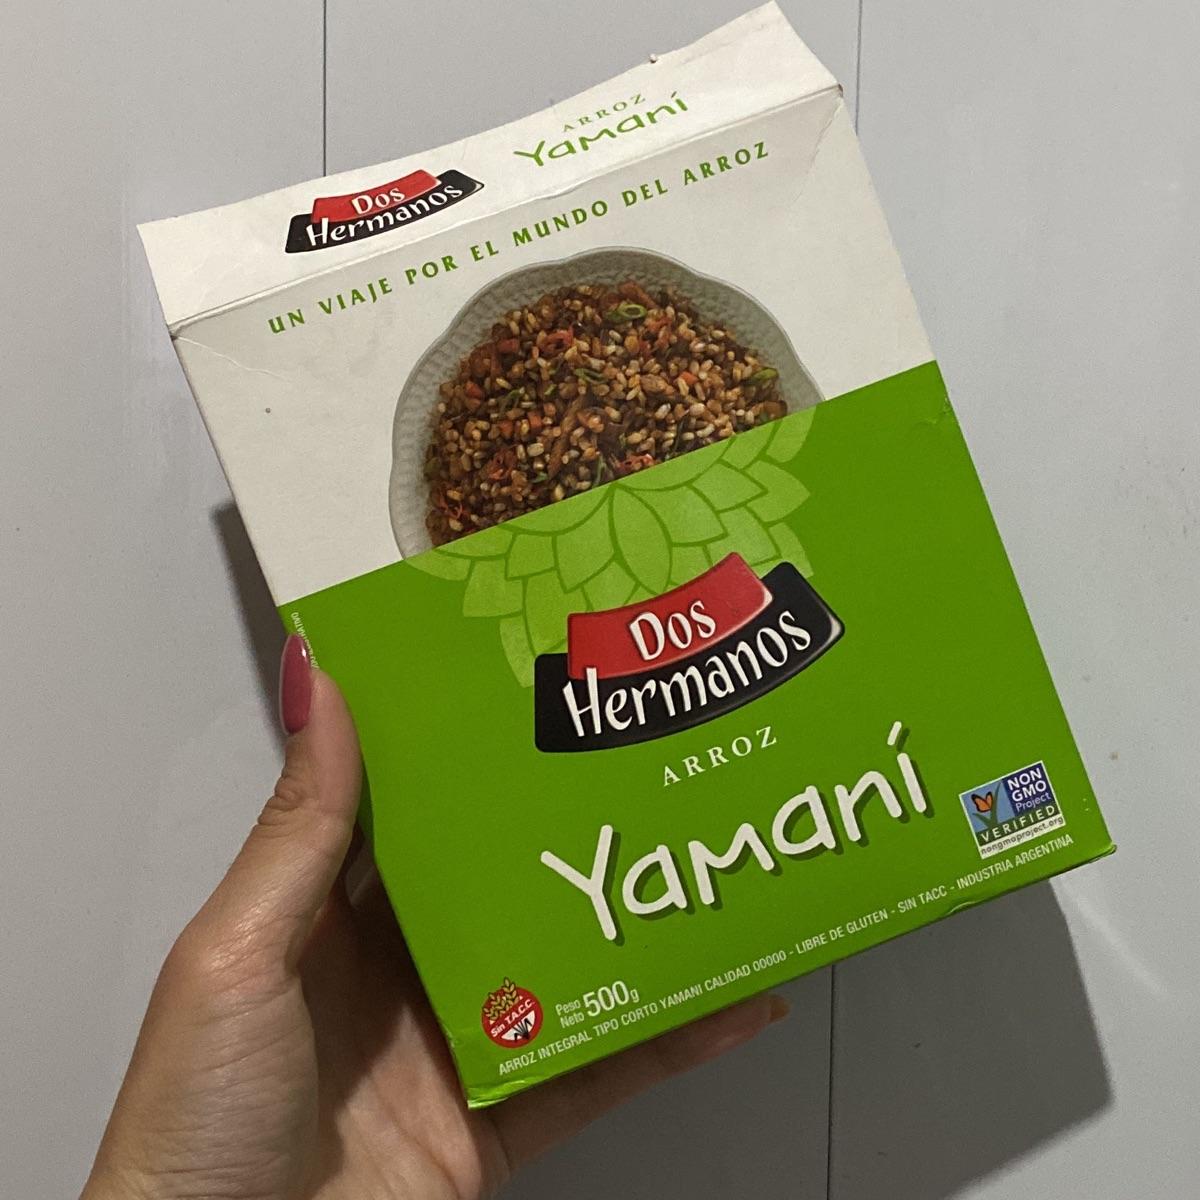 ARROZ
Yamaní
Dos
Hermanos
UN VIAJE POR EL MUNDO DEL ARROZ
Dos
Hermanos
ARROZ
Yamaní
NON
GMO
Project
VERIFIED
nongmoproject.org
Sin T.A.C.C.
Peso
Neto 500g
ARROZ INTEGRAL TIPO CORTO YAMANI CALIDAD 00000 - LIBRE DE GLUTEN - SIN TACC - INDUSTRIA ARGENTINA